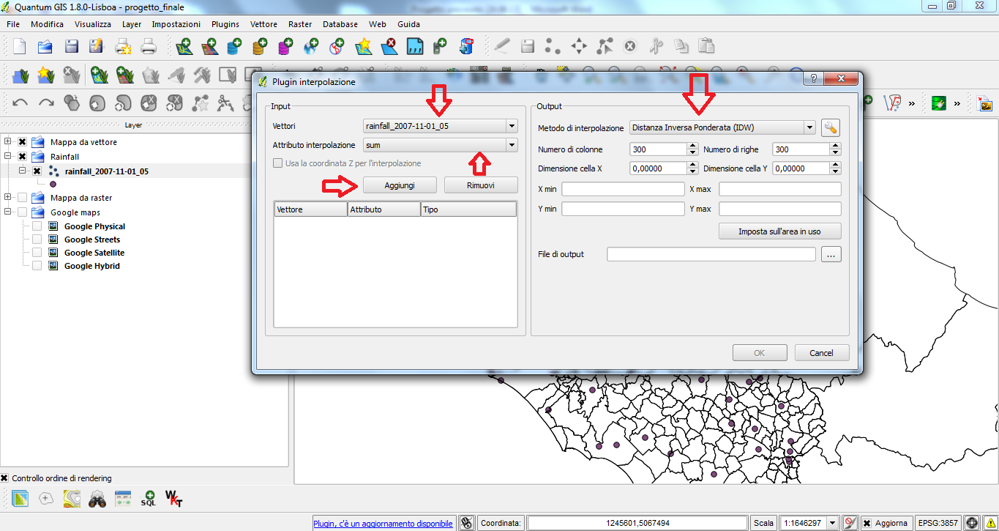 Quantum GIS 1.8.0-Lisboa - progetto_finale
File Modifica Visualizza Layer Impostazioni Plugins Vettore Raster Database Web Guida
Layer
Mappa da vettore
Rainfall
rainfall_2007-11-01_05
Mappa da raster
Google maps
Google Physical
Google Streets
Google Satellite
Google Hybrid
Plugin interpolazione
Input
Vettori rainfall_2007-11-01_05
Attributo interpolazione sum
Usa la coordinata Z per l'interpolazione
Aggiungi Rimuovi
Vettore Attributo Tipo
Output
Metodo di interpolazione Distanza Inversa Ponderata (IDW)
Numero di colonne 300 Numero di righe 300
Dimensione cella X 0,00000 Dimensione cella Y 0,00000
X min X max
Y min Y max
Imposta sull'area in uso
File di output ...
OK Cancel
Controllo ordine di rendering
SQL WKT
Plugin, c'è un aggiornamento disponibile Coordinata: 1245601,5067494 Scala 1:1646297 Aggiorna EPSG:3857